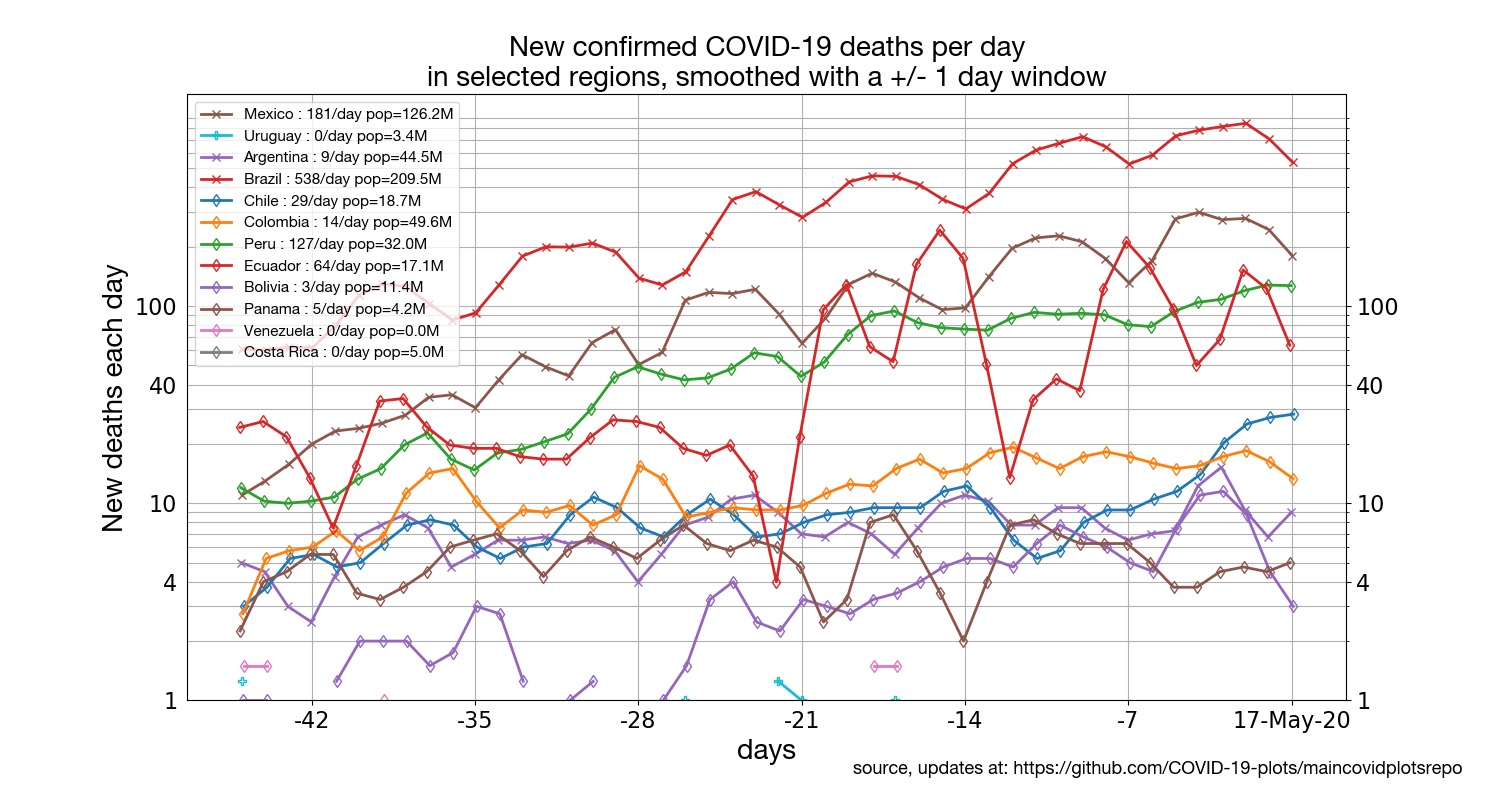 New confirmed COVID-19 deaths per day
in selected regions, smoothed with a +/- 1 day window
Mexico : 181/day pop=126.2M
Uruguay : 0/day pop=3.4M
Argentina : 9/day pop=44.5M
Brazil : 538/day pop=209.5M
Chile : 29/day pop=18.7M
Colombia : 14/day pop=49.6M
Peru : 127/day pop=32.0M
Ecuador : 64/day pop=17.1M
Bolivia : 3/day pop=11.4M
Panama : 5/day pop=4.2M
Venezuela : 0/day pop=0.0M
Costa Rica : 0/day pop=5.0M
New deaths each day
100
40
10
4
1
100
40
10
4
1
-42 -35 -28 -21 -14 -7 17-May-20
days
source, updates at: https://github.com/COVID-19-plots/maincovidplotsrepo